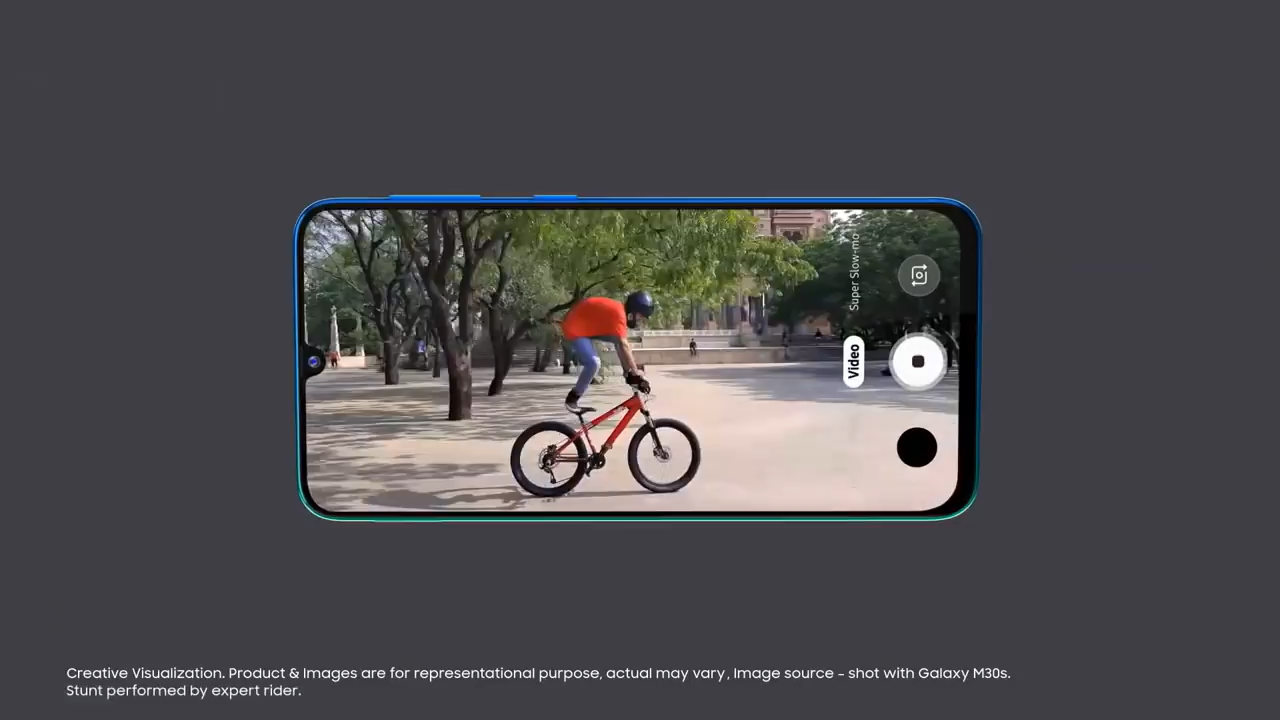 Super Slow-mo
Video
Creative Visualization. Product & Images are for representational purpose, actual may vary, Image source - shot with Galaxy M30s.
Stunt performed by expert rider.